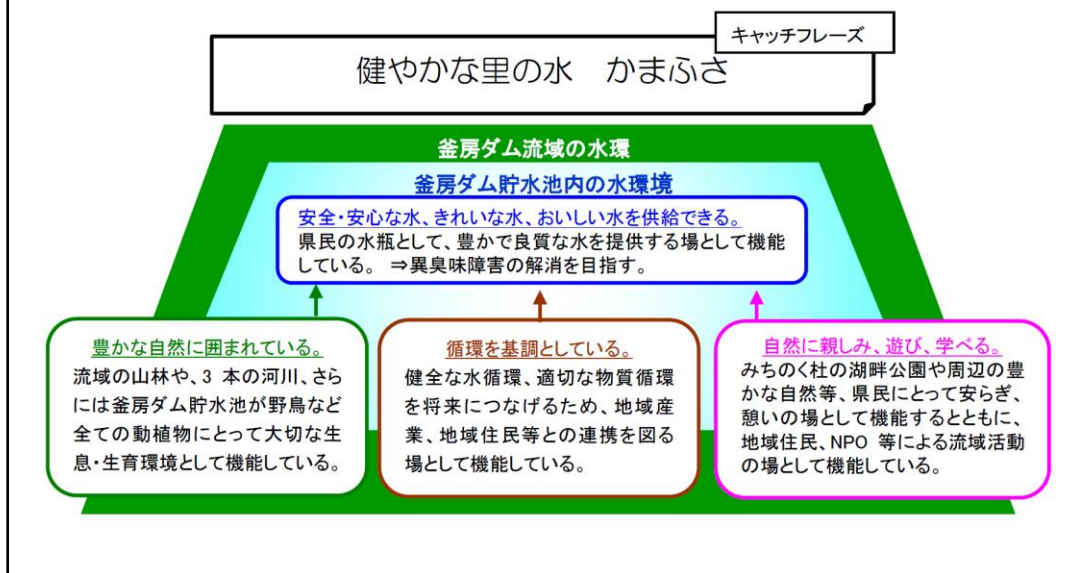 キャッチフレーズ
健やかな里の水　かまふさ
釜房ダム流域の水環
釜房ダム貯水池内の水環境
安全・安心な水、きれいな水、おいしい水を供給できる。
県民の水瓶として、豊かで良質な水を提供する場として機能
している。 ⇒異臭味障害の解消を目指す。
豊かな自然に囲まれている。
流域の山林や、3 本の河川、さら
には釜房ダム貯水池が野鳥など
全ての動植物にとって大切な生
息・生育環境として機能している。
循環を基調としている。
健全な水循環、適切な物質循環
を将来につなげるため、地域産
業、地域住民等との連携を図る
場として機能している。
自然に親しみ、遊び、学べる。
みちのく杜の湖畔公園や周辺の豊
かな自然等、県民にとって安らぎ、
憩いの場として機能するとともに、
地域住民、NPO 等による流域活動
の場として機能している。